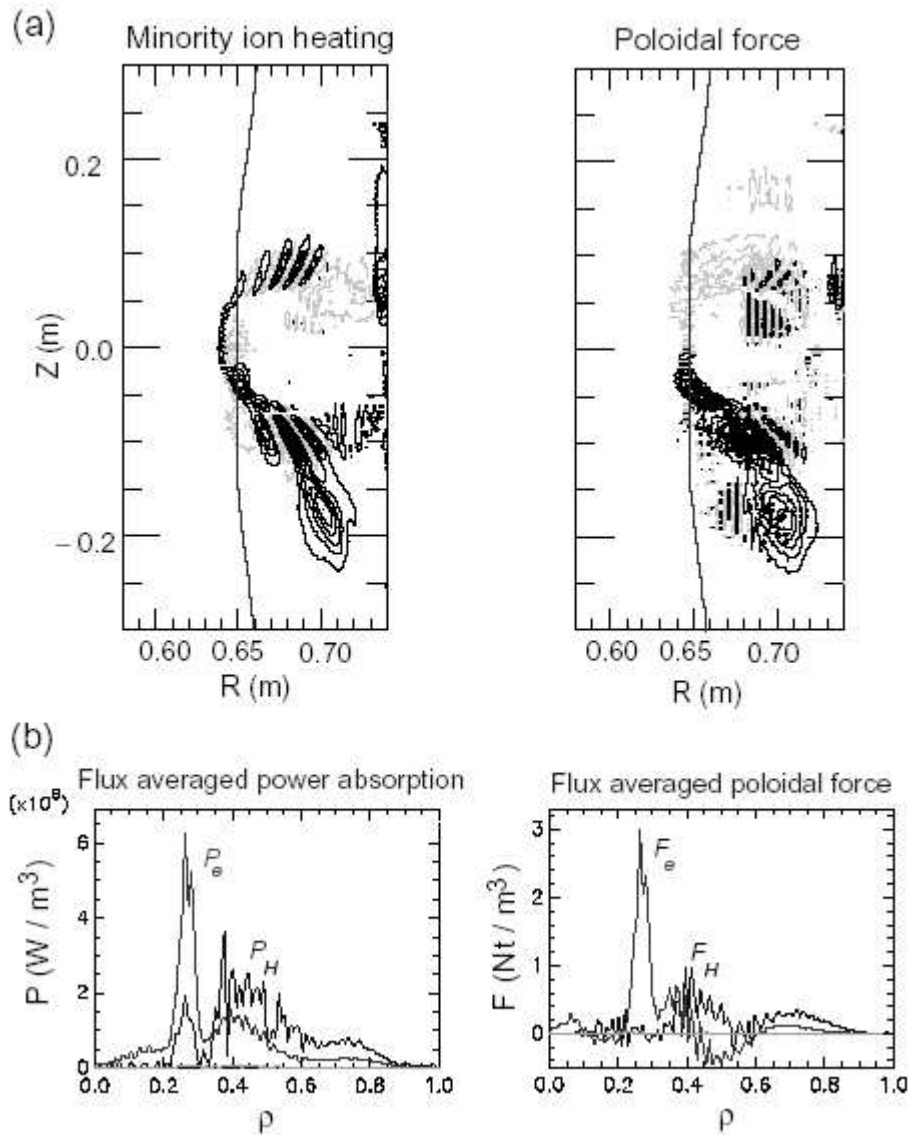 (a)
Minority ion heating
Poloidal force
Z (m)
0.2
0.0
– 0.2
0.60 0.65 0.70
R (m)
0.60 0.65 0.70
R (m)
(b)
Flux averaged power absorption
Flux averaged poloidal force
(×10⁶)
P (W / m³)
6
4
2
0
P_e
P_H
0.0 0.2 0.4 0.6 0.8 1.0
ρ
F (Nt / m³)
3
2
1
0
F_e
F_H
0.0 0.2 0.4 0.6 0.8 1.0
ρ